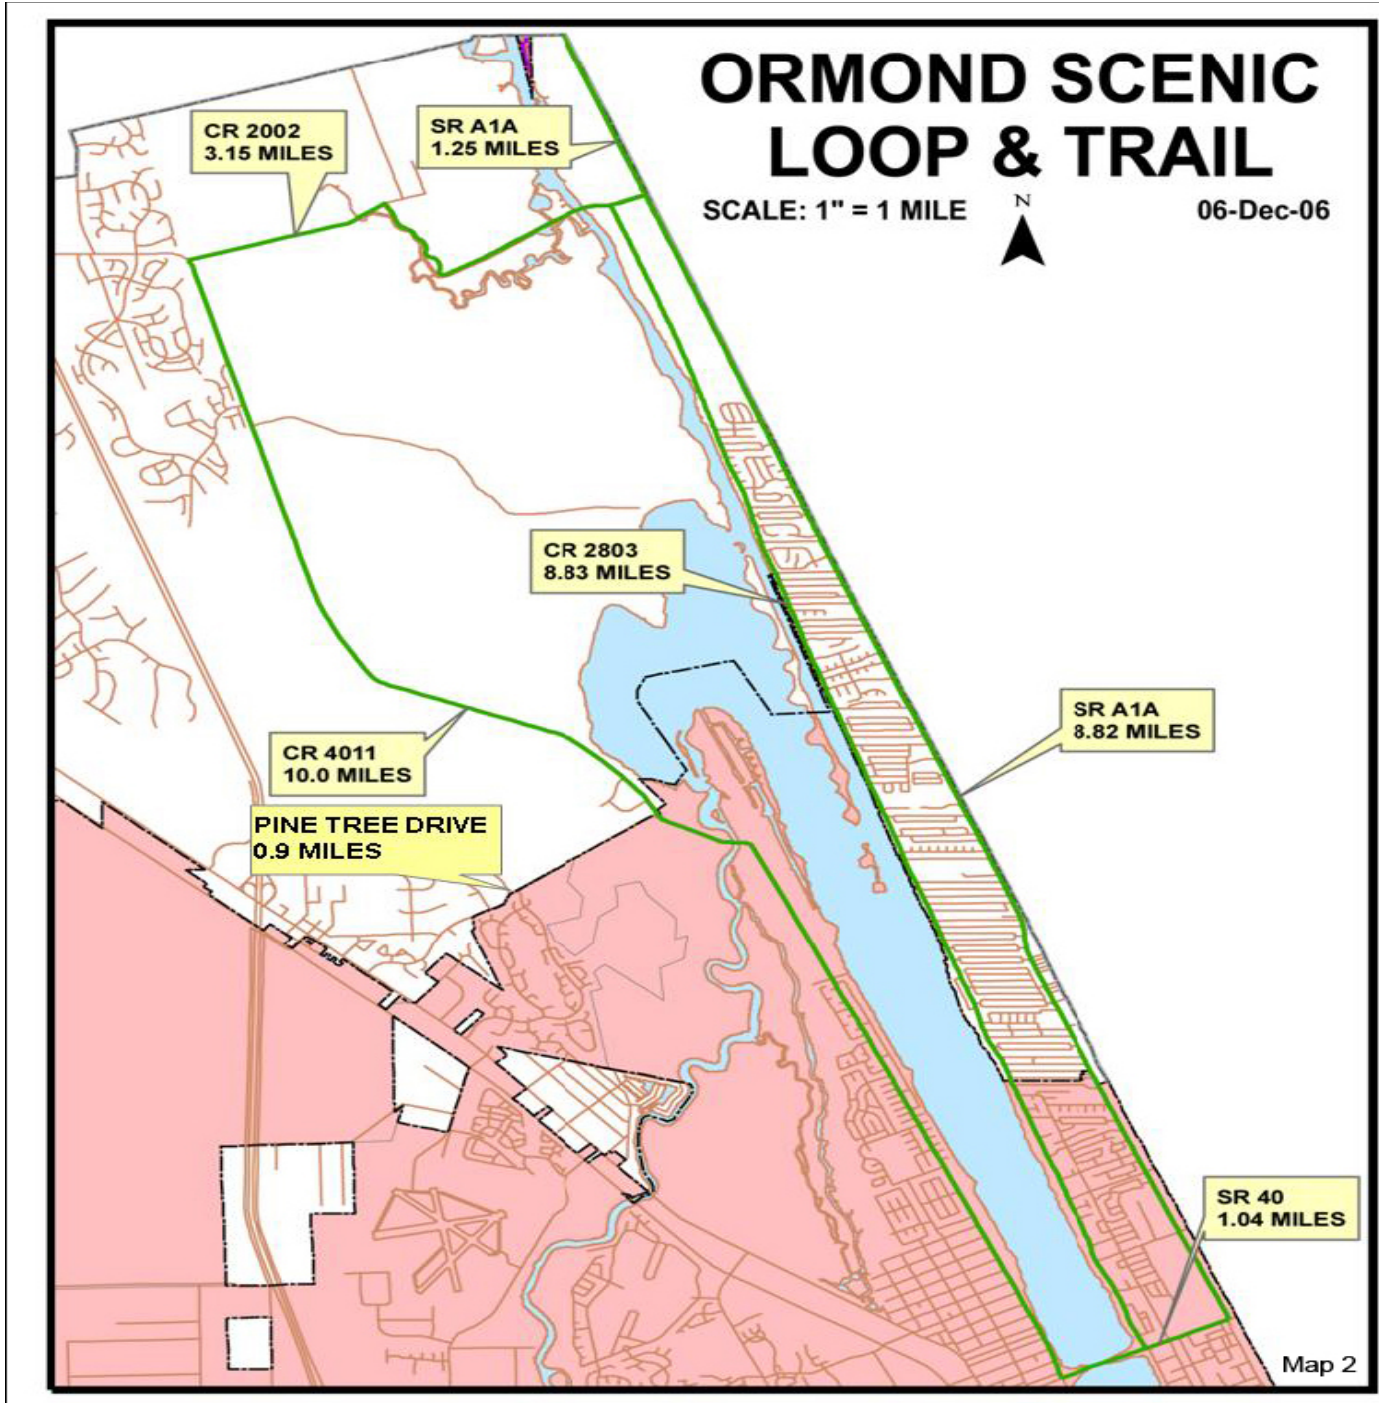 ORMOND SCENIC
LOOP & TRAIL
SCALE: 1" = 1 MILE
N
06-Dec-06
CR 2002
3.15 MILES
SR A1A
1.25 MILES
CR 2803
8.83 MILES
SR A1A
8.82 MILES
CR 4011
10.0 MILES
PINE TREE DRIVE
0.9 MILES
SR 40
1.04 MILES
Map 2